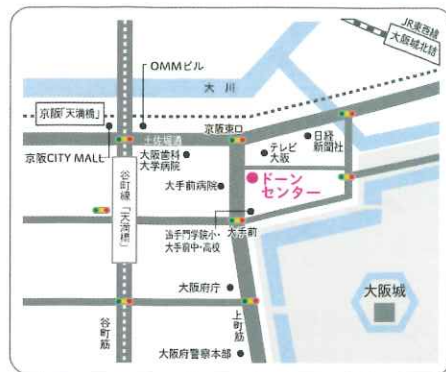 JR東西線
大阪城北詰
OMMビル
大川
京阪「天満橋」
京阪東口
土佐堀通
日経
新聞社
テレビ
大阪
京阪CITY MALL
大阪歯科
大学病院
ドーン
センター
大手前病院
谷町線「天満橋」
追手門学院小・
大手前中・高校
大手前
大阪府庁
大阪城
谷町筋
上町筋
大阪府警察本部